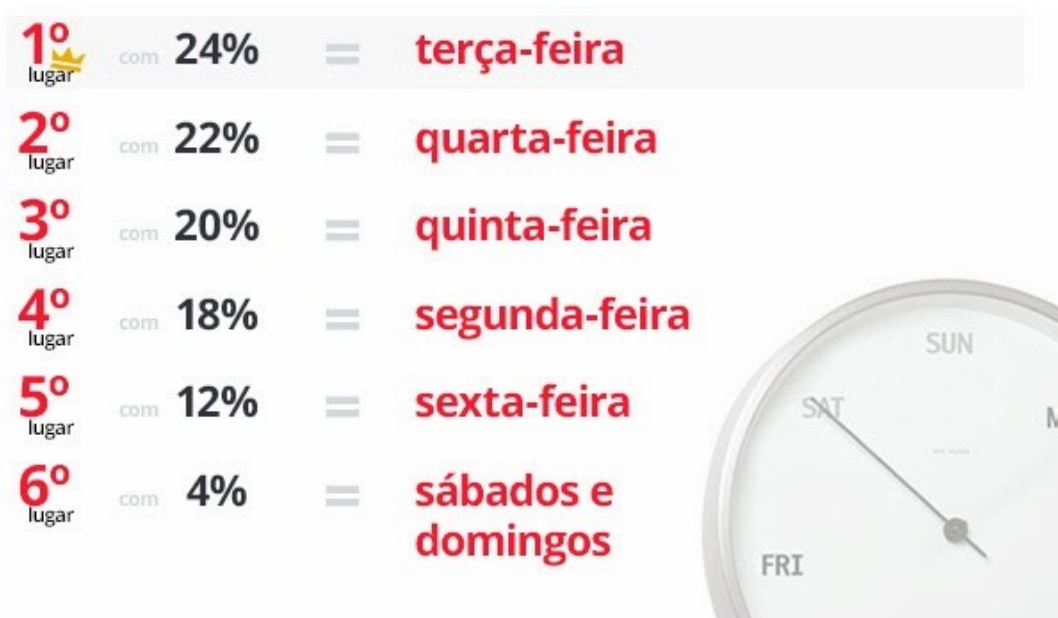 1º lugar com 24% = terça-feira
2º lugar com 22% = quarta-feira
3º lugar com 20% = quinta-feira
4º lugar com 18% = segunda-feira
5º lugar com 12% = sexta-feira
6º lugar com 4% = sábados e
domingos
SUN
SAT
M
FRI